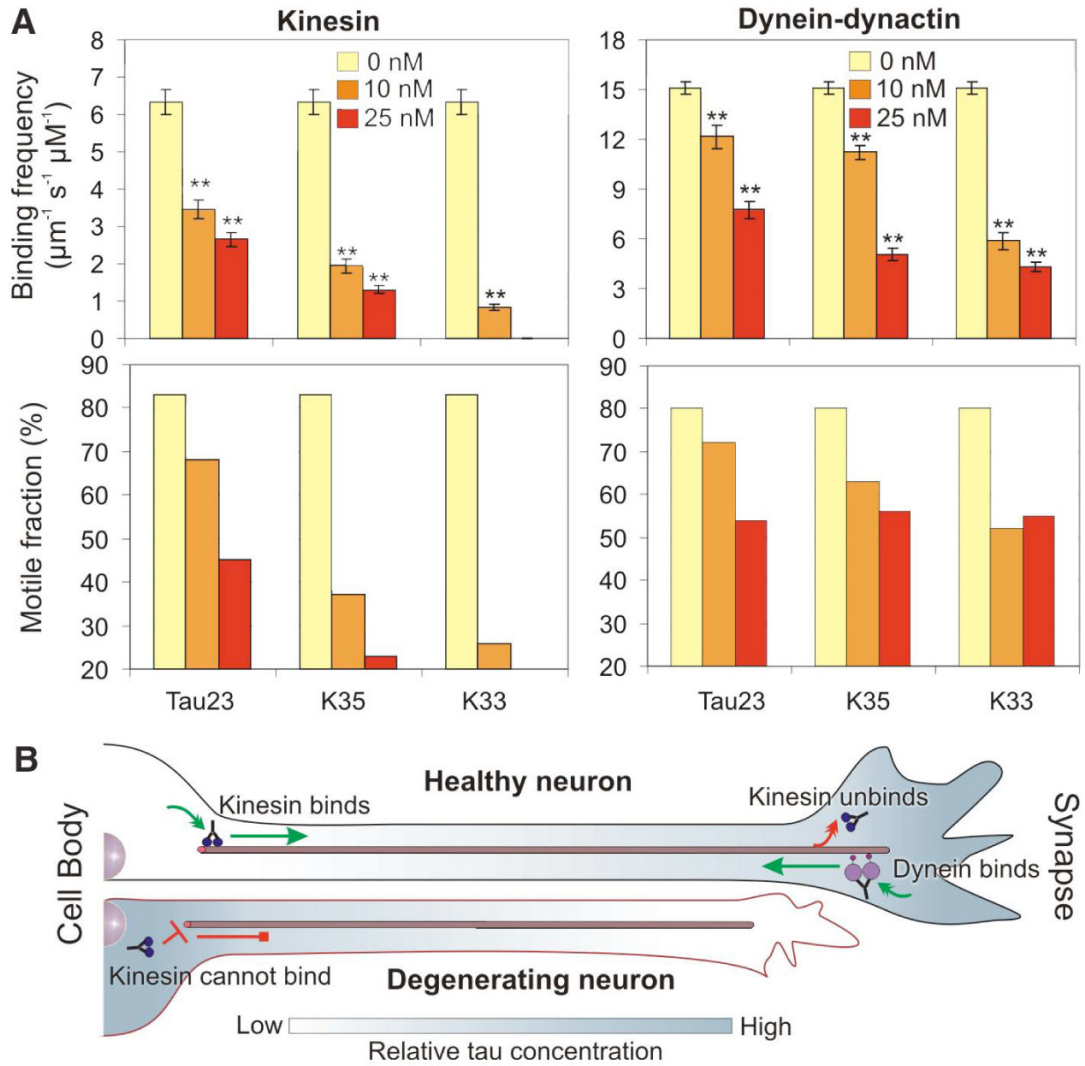 A
Kinesin
Dynein-dynactin
Binding frequency
(µm⁻¹ s⁻¹ µM⁻¹)
8
7
6
5
4
3
2
1
0
0 nM
10 nM
25 nM
** **
** **
**
18
15
12
9
6
3
0
0 nM
10 nM
25 nM
** **
** **
** **
Motile fraction (%)
90
80
70
60
50
40
30
20
Tau23 K35 K33
90
80
70
60
50
40
30
20
Tau23 K35 K33
B
Cell Body
Healthy neuron
Kinesin binds
Kinesin unbinds
Dynein binds
Synapse
Kinesin cannot bind
Degenerating neuron
Low High
Relative tau concentration